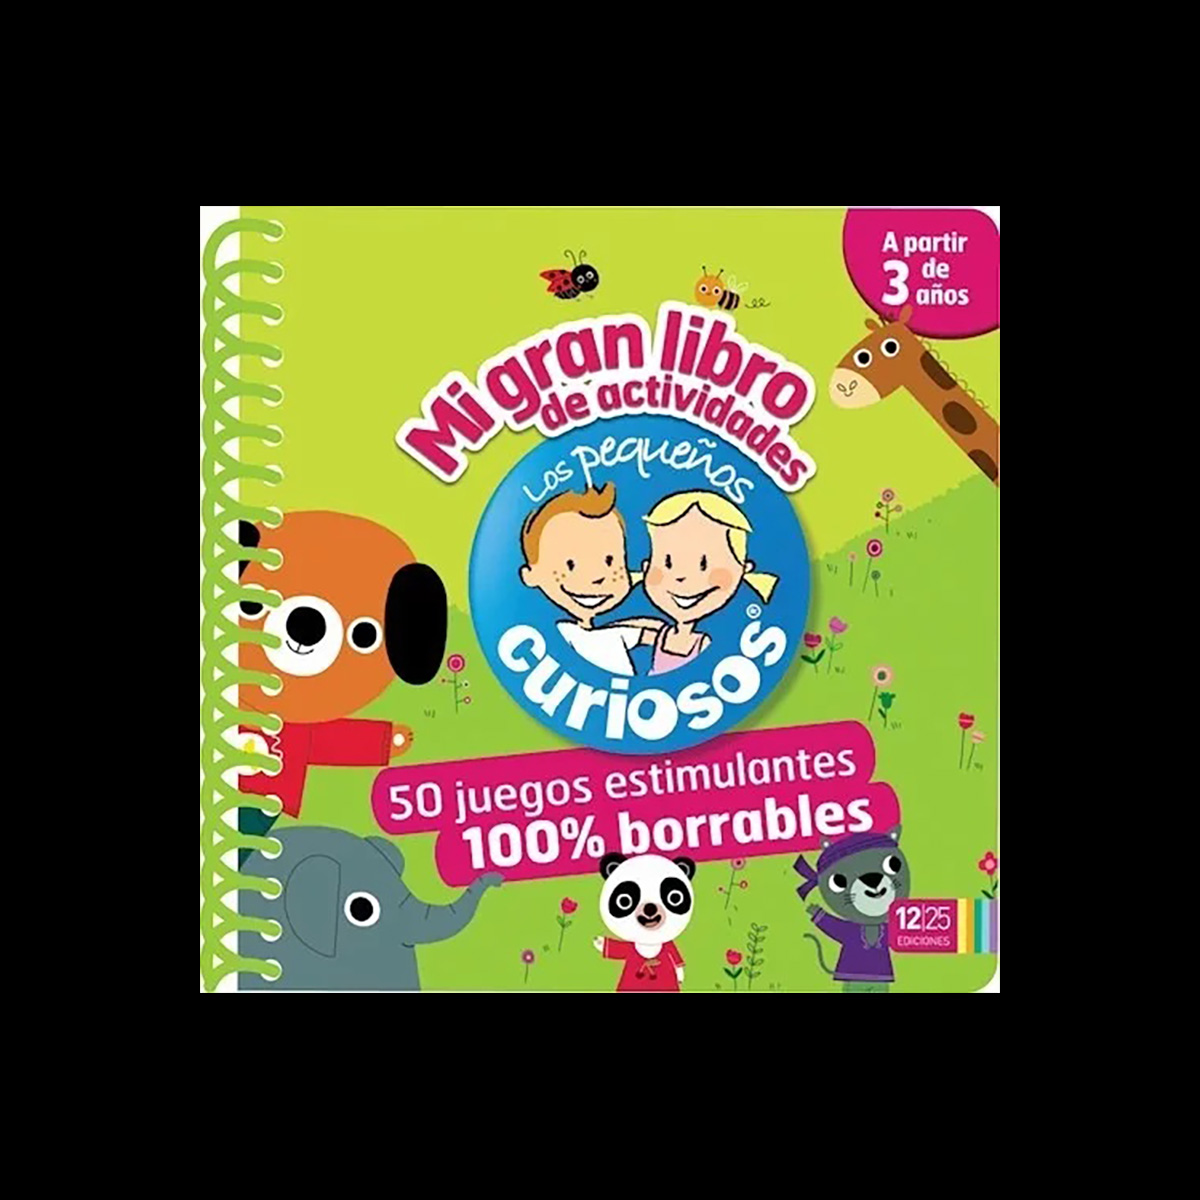 A partir
3 de
años
Mi gran libro
de actividades
Los pequeños
curiosos®
50 juegos estimulantes
100% borrables
12|25
EDICIONES